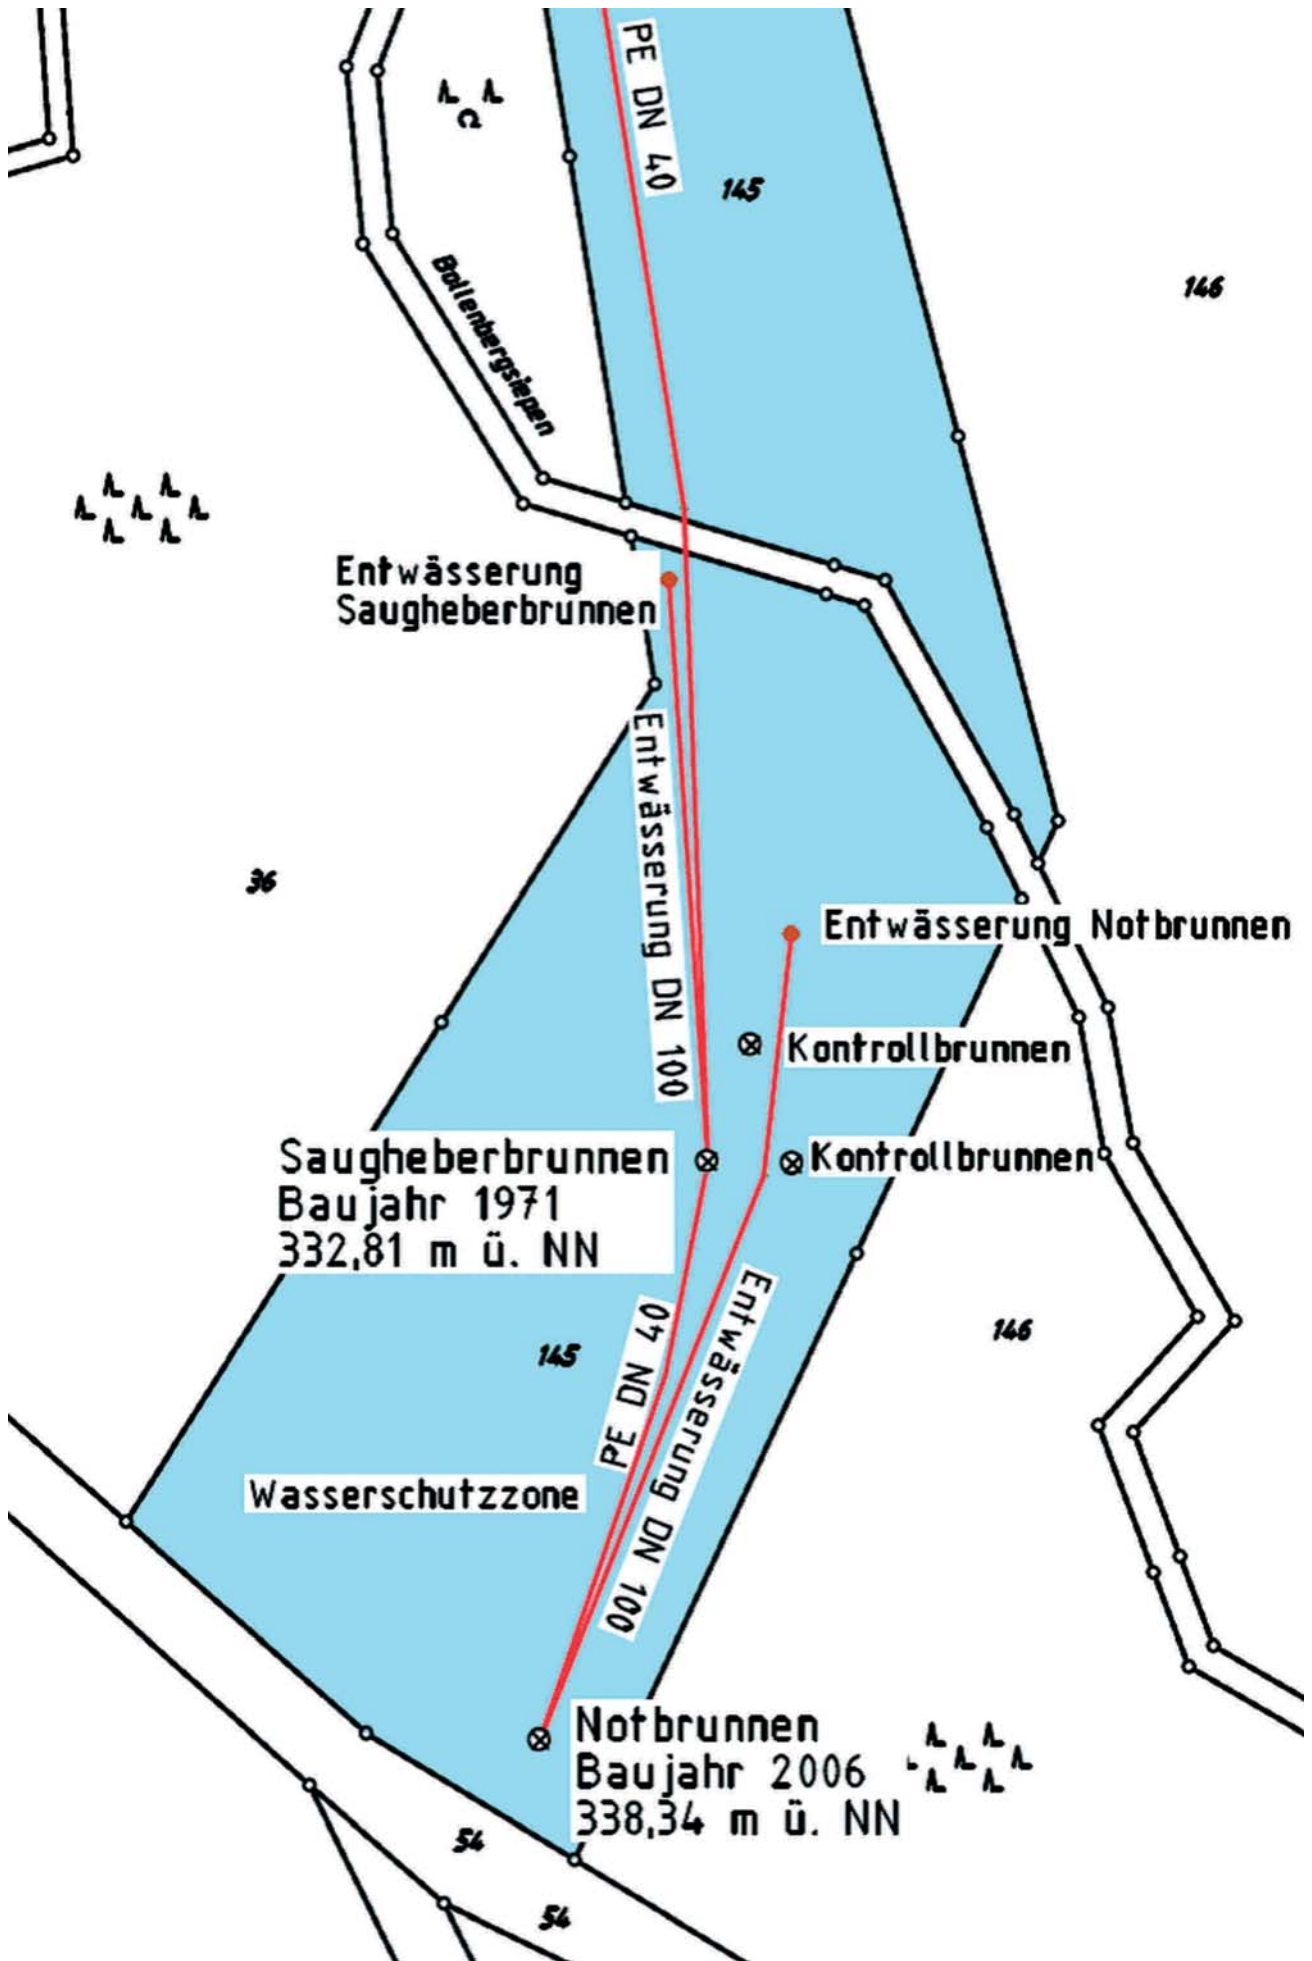 PE DN 40
145
146
Bollenbergsiepen
Entwässerung
Saugheberbrunnen
Entwässerung DN 100
36
Entwässerung Notbrunnen
Kontrollbrunnen
Saugheberbrunnen
Baujahr 1971
332,81 m ü. NN
Kontrollbrunnen
PE DN 40
Entwässerung DN 100
145
146
Wasserschutzzone
Notbrunnen
Baujahr 2006
338,34 m ü. NN
54
54